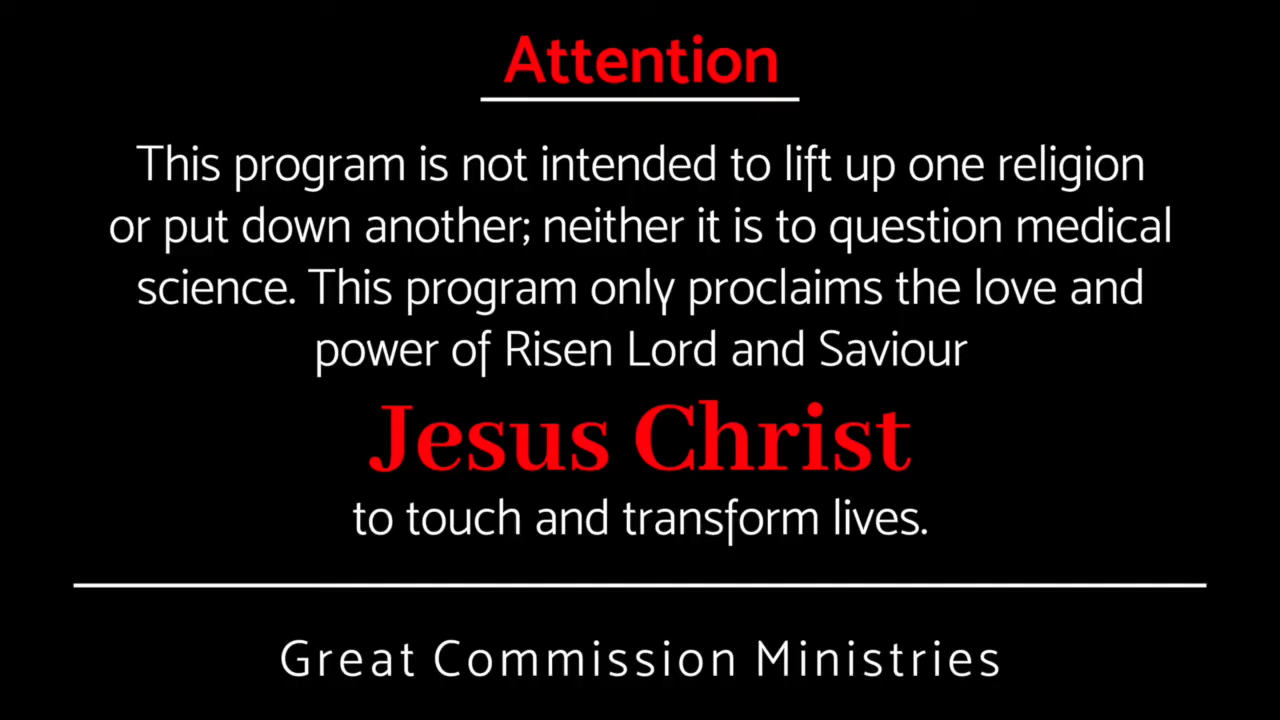 Attention
This program is not intended to lift up one religion
or put down another; neither it is to question medical
science. This program only proclaims the love and
power of Risen Lord and Saviour
Jesus Christ
to touch and transform lives.
Great Commission Ministries